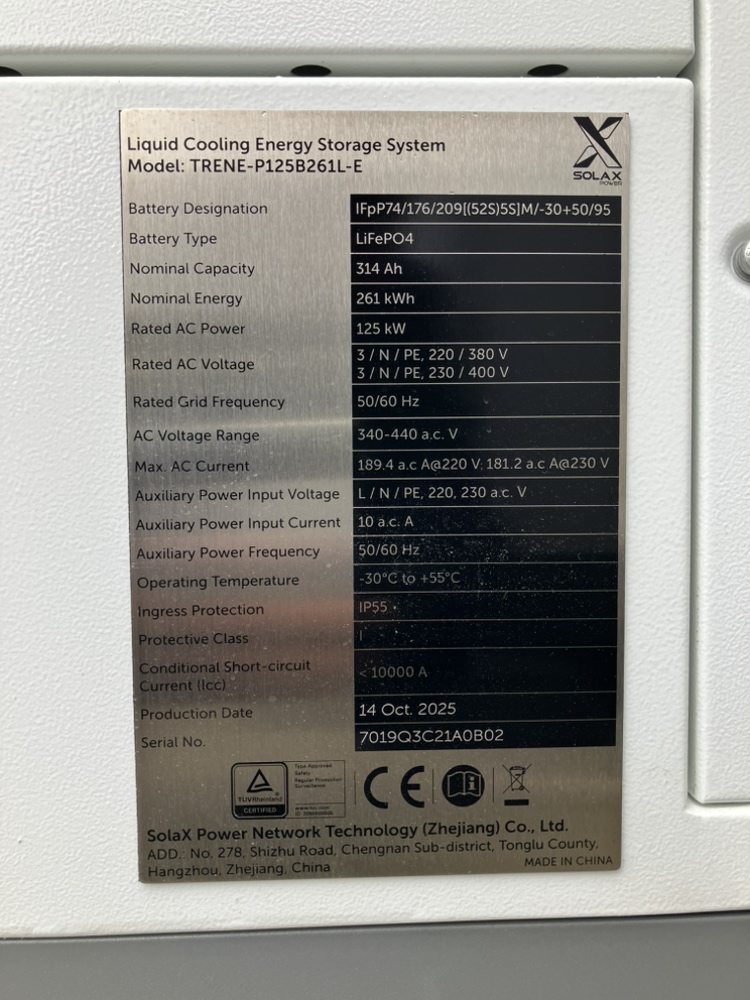 Liquid Cooling Energy Storage System
Model: TRENE-P125B261L-E
SOLAX
POWER
Battery Designation IFpP74/176/209[(52S)5S]M/-30+50/95
Battery Type LiFePO4
Nominal Capacity 314 Ah
Nominal Energy 261 kWh
Rated AC Power 125 kW
Rated AC Voltage 3 / N / PE, 220 / 380 V
3 / N / PE, 230 / 400 V
Rated Grid Frequency 50/60 Hz
AC Voltage Range 340-440 a.c. V
Max. AC Current 189.4 a.c A@220 V; 181.2 a.c A@230 V
Auxiliary Power Input Voltage L / N / PE, 220, 230 a.c. V
Auxiliary Power Input Current 10 a.c. A
Auxiliary Power Frequency 50/60 Hz
Operating Temperature -30°C to +55°C
Ingress Protection IP55
Protective Class I
Conditional Short-circuit
Current (Icc) < 10000 A
Production Date 14 Oct. 2025
Serial No. 7019Q3C21A0B02
TÜVRheinland
CERTIFIED
Type Approved
Safety
Regular Production
Surveillance
CE
SolaX Power Network Technology (Zhejiang) Co., Ltd.
ADD.: No. 278, Shizhu Road, Chengnan Sub-district, Tonglu County,
Hangzhou, Zhejiang, China
MADE IN CHINA